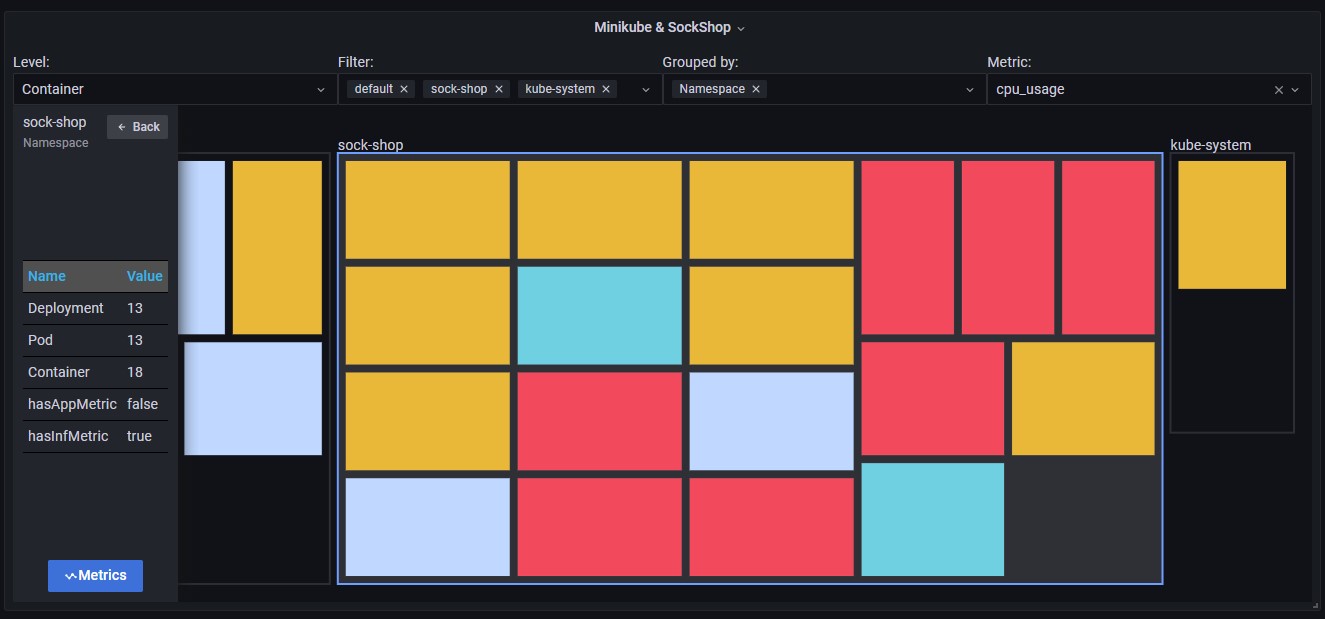 Minikube & SockShop
Level: Filter: Grouped by: Metric:
Container default sock-shop kube-system Namespace cpu_usage
sock-shop Back
Namespace
sock-shop kube-system
Name Value
Deployment 13
Pod 13
Container 18
hasAppMetric false
hasInfMetric true
Metrics